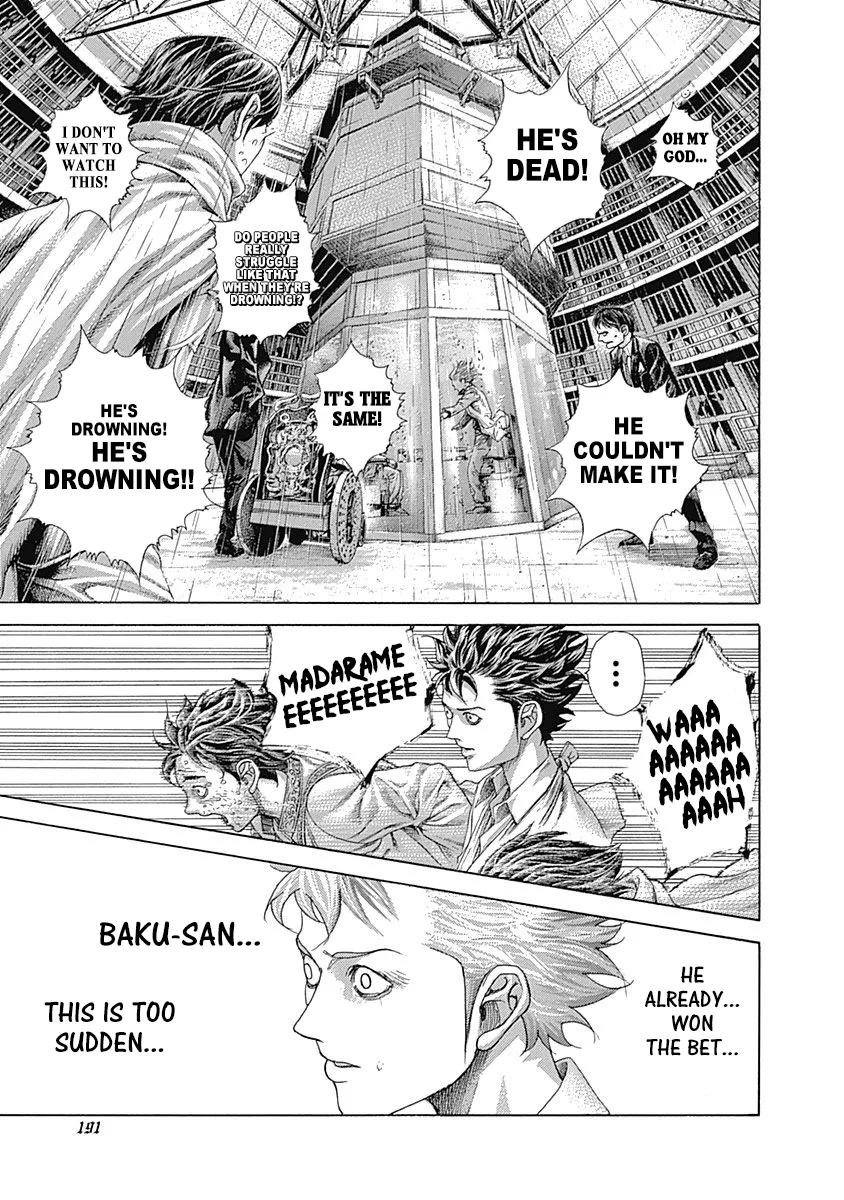 OH MY
GOD...
HE'S
DEAD!
I DON'T
WANT TO
WATCH
THIS!
DO PEOPLE
REALLY
STRUGGLE
LIKE THAT
WHEN THEY'RE
DROWNING!?
HE
COULDN'T
MAKE IT!
IT'S THE
SAME!
HE'S
DROWNING!
HE'S
DROWNING!!
WAAA
AAAAAA
AAAAAA
AAAH
...
MADARAME
EEEEEEEEEE
HE
ALREADY...
WON
THE BET...
BAKU-SAN...
THIS IS TOO
SUDDEN...
191